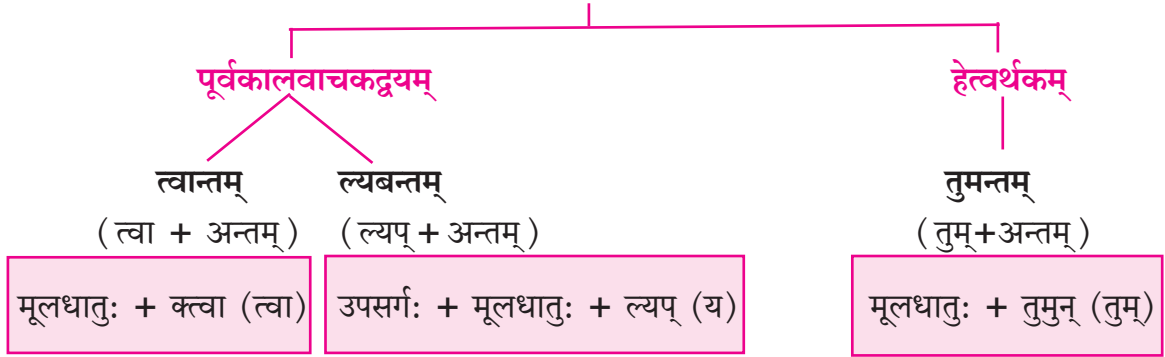 पूर्वकालवाचकद्वयम् हेत्वर्थकम्
त्वान्तम् ल्यबन्तम् तुमन्तम्
(त्वा + अन्तम्) (ल्यप् + अन्तम्) (तुम्+अन्तम्)
मूलधातुः + क्त्वा (त्वा) उपसर्गः + मूलधातुः + ल्यप् (य) मूलधातुः + तुमुन् (तुम्)